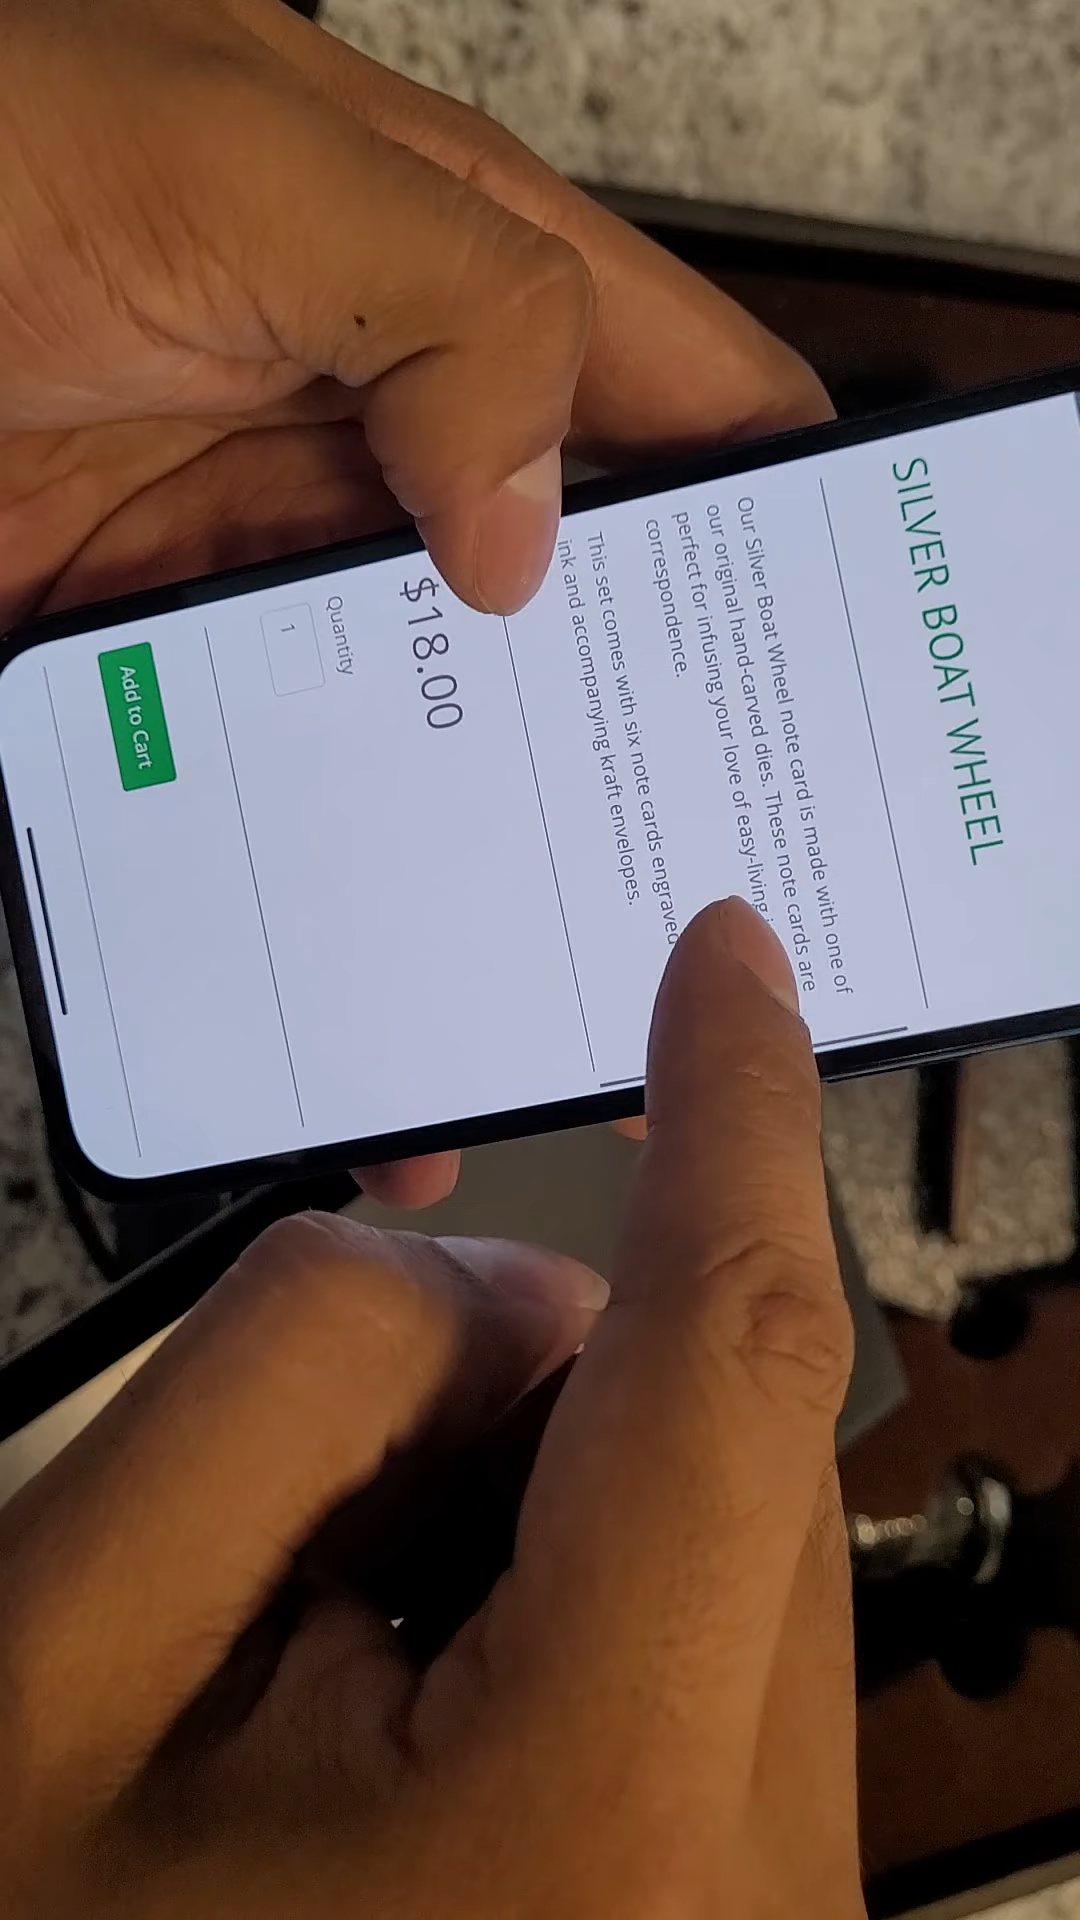 SILVER BOAT WHEEL
Our Silver Boat Wheel note card is made with one of
our original hand-carved dies. These note cards are
perfect for infusing your love of easy-living
correspondence.
This set comes with six note cards engraved
ink and accompanying kraft envelopes.
$18.00
Quantity
1
Add to Cart